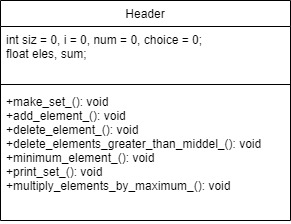 Header
int siz = 0, i = 0, num = 0, choice = 0;
float eles, sum;
+make_set_(): void
+add_element_(): void
+delete_element_(): void
+delete_elements_greater_than_middel_(): void
+minimum_element_(): void
+print_set_(): void
+multiply_elements_by_maximum_(): void